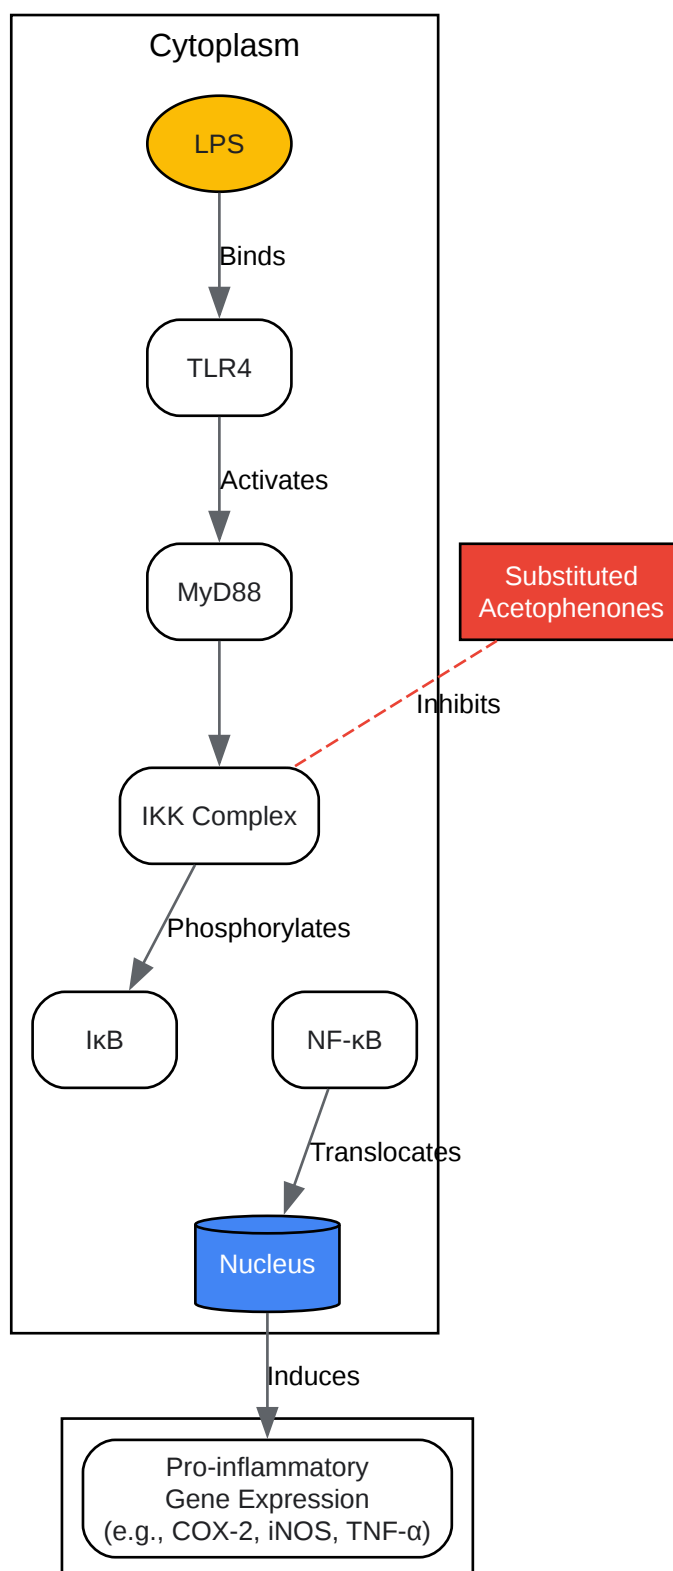 Cytoplasm
LPS
Binds
TLR4
Activates
MyD88
Substituted
Acetophenones
Inhibits
IKK Complex
Phosphorylates
IκB
NF-κB
Translocates
Nucleus
Induces
Pro-inflammatory
Gene Expression
(e.g., COX-2, iNOS, TNF-α)